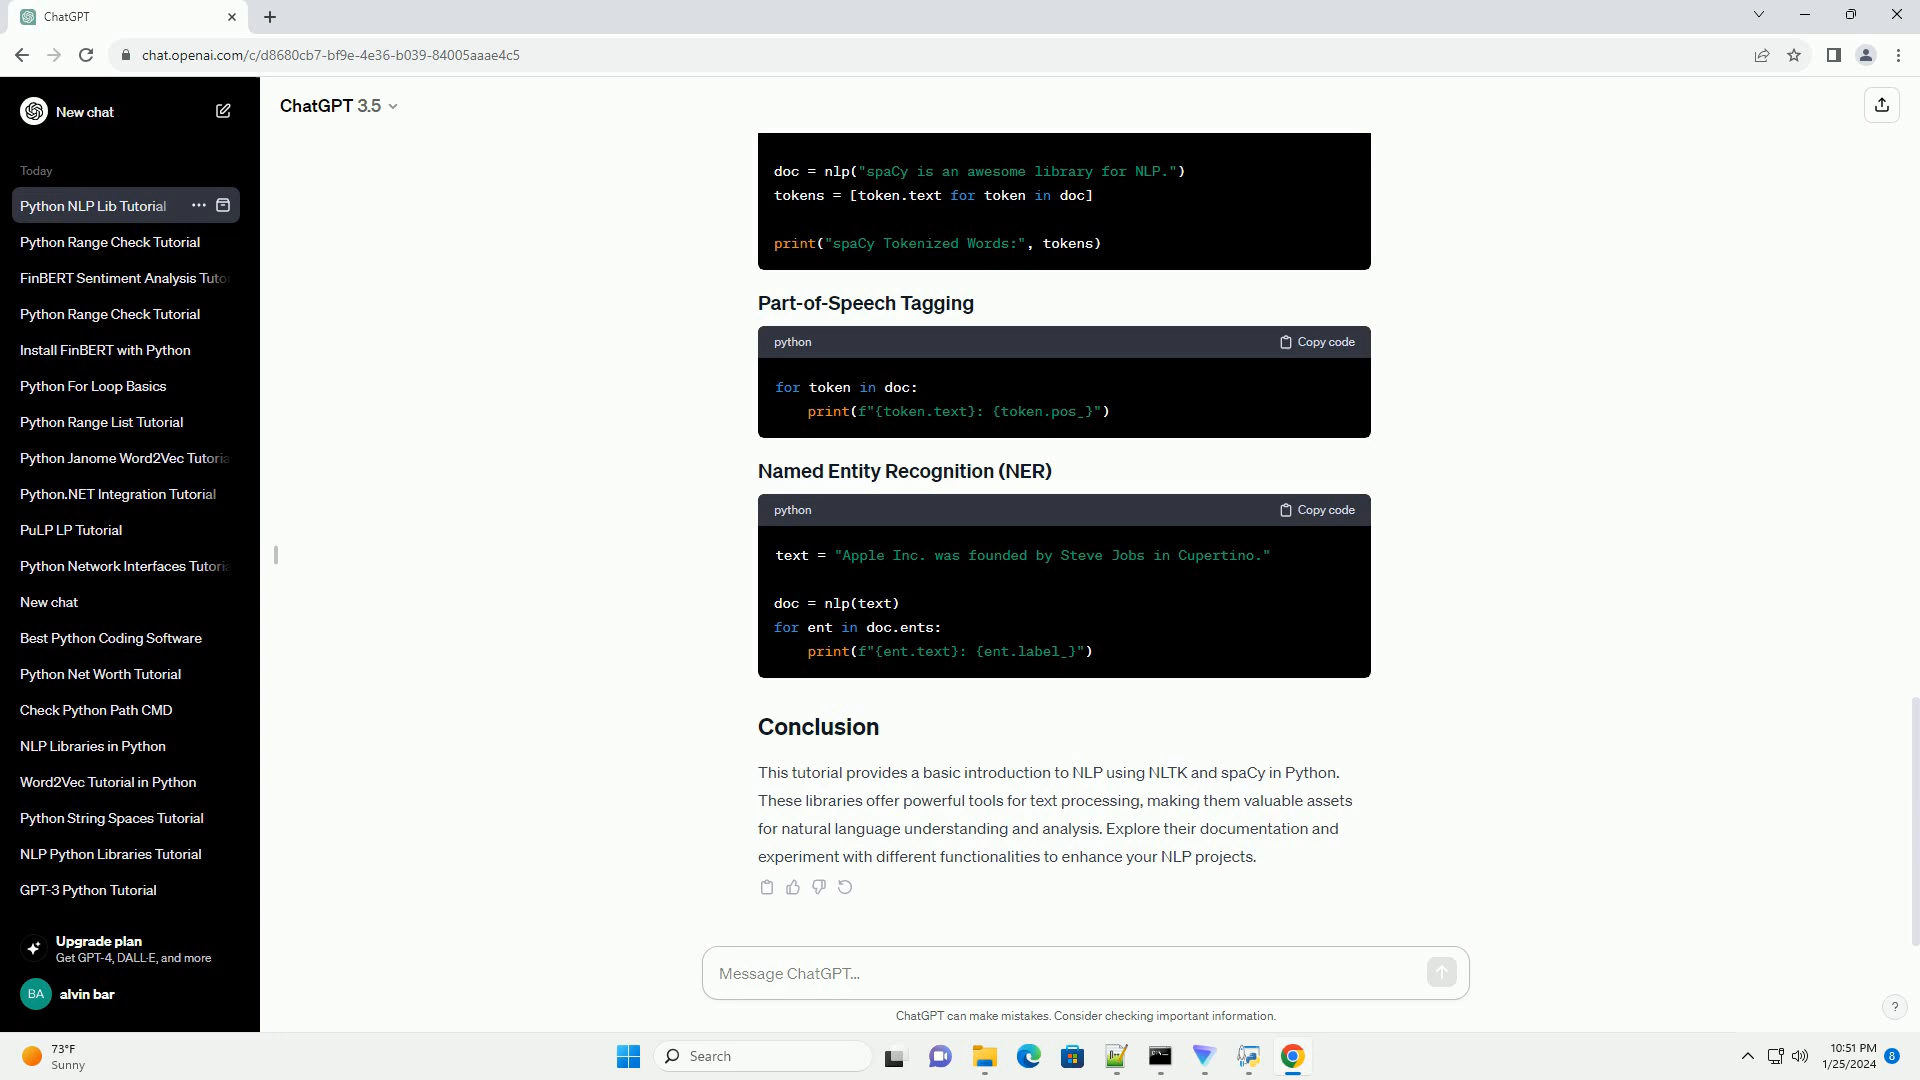 ChatGPT
chat.openai.com/c/d8680cb7-bf9e-4e36-b039-84005aaae4c5
New chat
Today
Python NLP Lib Tutorial
Python Range Check Tutorial
FinBERT Sentiment Analysis Tuto
Python Range Check Tutorial
Install FinBERT with Python
Python For Loop Basics
Python Range List Tutorial
Python Janome Word2Vec Tutoria
Python.NET Integration Tutorial
PuLP LP Tutorial
Python Network Interfaces Tutoria
New chat
Best Python Coding Software
Python Net Worth Tutorial
Check Python Path CMD
NLP Libraries in Python
Word2Vec Tutorial in Python
Python String Spaces Tutorial
NLP Python Libraries Tutorial
GPT-3 Python Tutorial
Upgrade plan
Get GPT-4, DALL·E, and more
BA alvin bar
ChatGPT 3.5
doc = nlp("spaCy is an awesome library for NLP.")
tokens = [token.text for token in doc]
print("spaCy Tokenized Words:", tokens)
Part-of-Speech Tagging
python Copy code
for token in doc:
    print(f"{token.text}: {token.pos_}")
Named Entity Recognition (NER)
python Copy code
text = "Apple Inc. was founded by Steve Jobs in Cupertino."
doc = nlp(text)
for ent in doc.ents:
    print(f"{ent.text}: {ent.label_}")
Conclusion
This tutorial provides a basic introduction to NLP using NLTK and spaCy in Python.
These libraries offer powerful tools for text processing, making them valuable assets
for natural language understanding and analysis. Explore their documentation and
experiment with different functionalities to enhance your NLP projects.
Message ChatGPT...
ChatGPT can make mistakes. Consider checking important information.
?
73°F
Sunny
Search
10:51 PM
1/25/2024
8